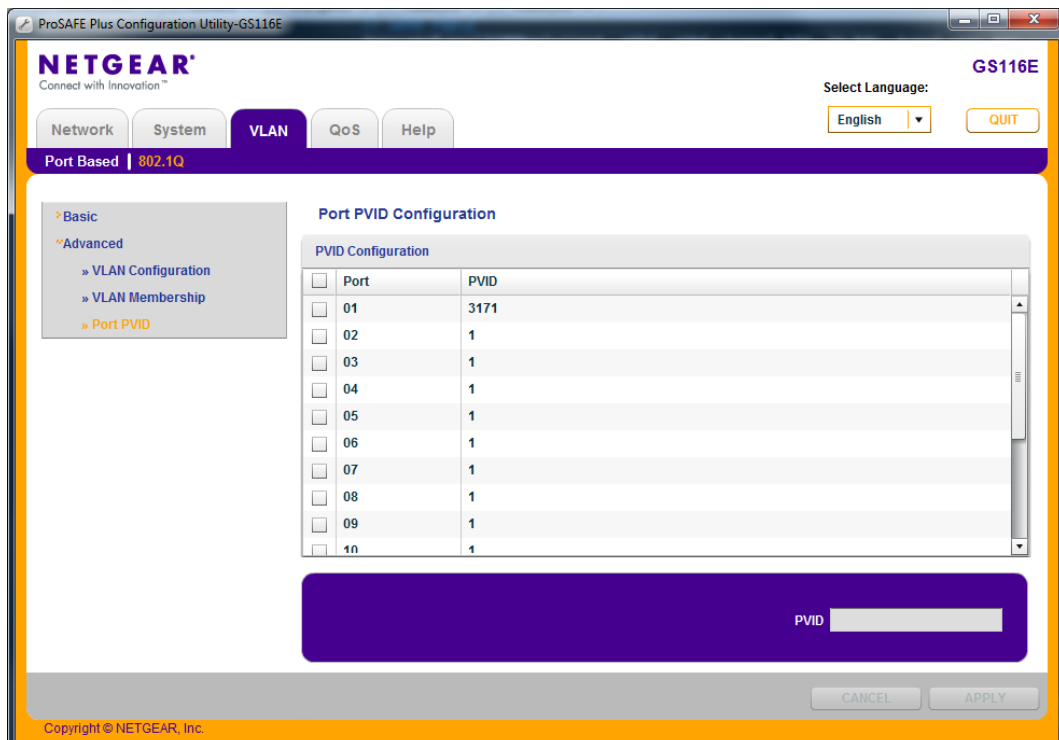 ProSAFE Plus Configuration Utility-GS116E
NETGEAR®
Connect with Innovation™
GS116E
Select Language:
English
QUIT
Network
System
VLAN
QoS
Help
Port Based
802.1Q
Basic
Advanced
» VLAN Configuration
» VLAN Membership
» Port PVID
Port PVID Configuration
PVID Configuration
Port PVID
01 3171
02 1
03 1
04 1
05 1
06 1
07 1
08 1
09 1
10 1
PVID
CANCEL
APPLY
Copyright © NETGEAR, Inc.